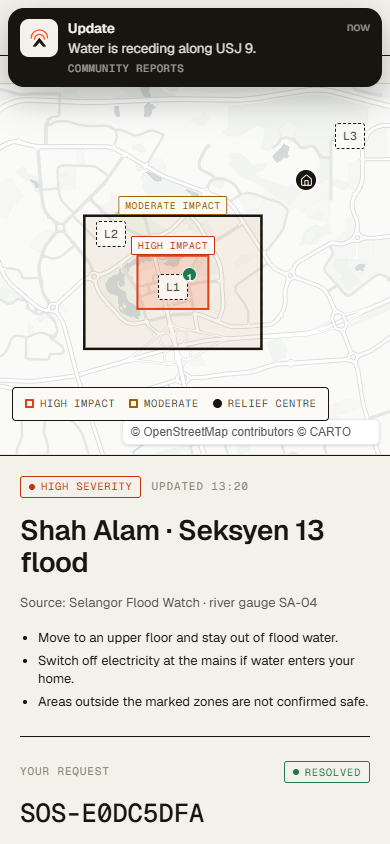 Update
now
Water is receding along USJ 9.
COMMUNITY REPORTS
L3
MODERATE IMPACT
L2
HIGH IMPACT
1
L1
HIGH IMPACT
MODERATE
RELIEF CENTRE
© OpenStreetMap contributors © CARTO
HIGH SEVERITY
UPDATED 13:20
Shah Alam · Seksyen 13
flood
Source: Selangor Flood Watch · river gauge SA-04
• Move to an upper floor and stay out of flood water.
• Switch off electricity at the mains if water enters your
home.
• Areas outside the marked zones are not confirmed safe.
YOUR REQUEST
RESOLVED
SOS-E0DC5DFA